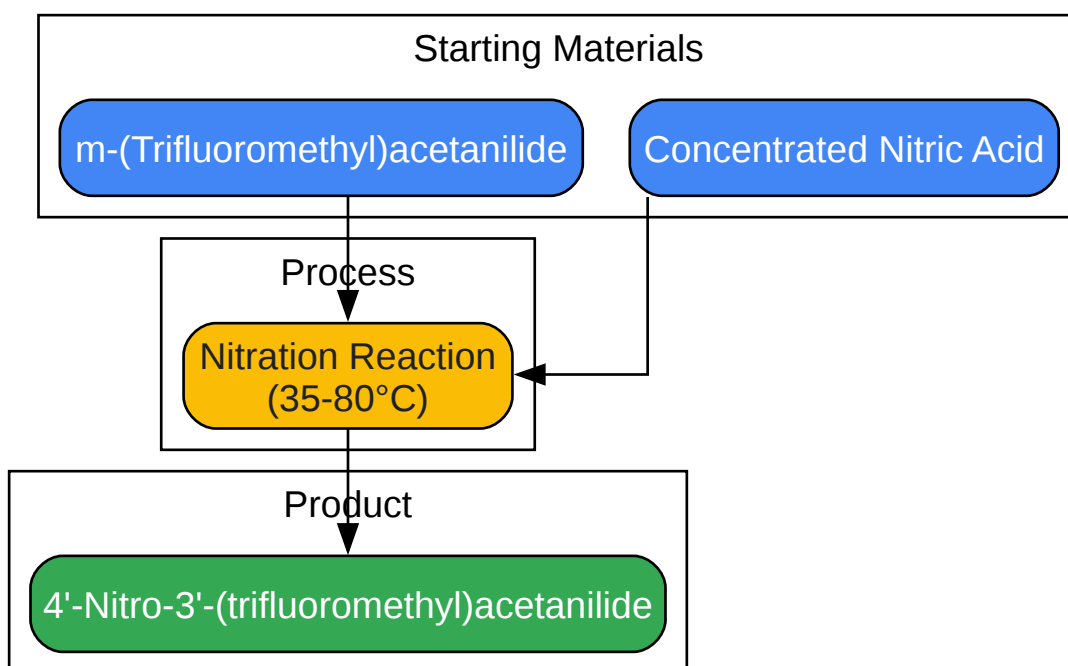 Starting Materials
m-(Trifluoromethyl)acetanilide
Concentrated Nitric Acid
Process
Nitration Reaction
(35-80°C)
Product
4'-Nitro-3'-(trifluoromethyl)acetanilide